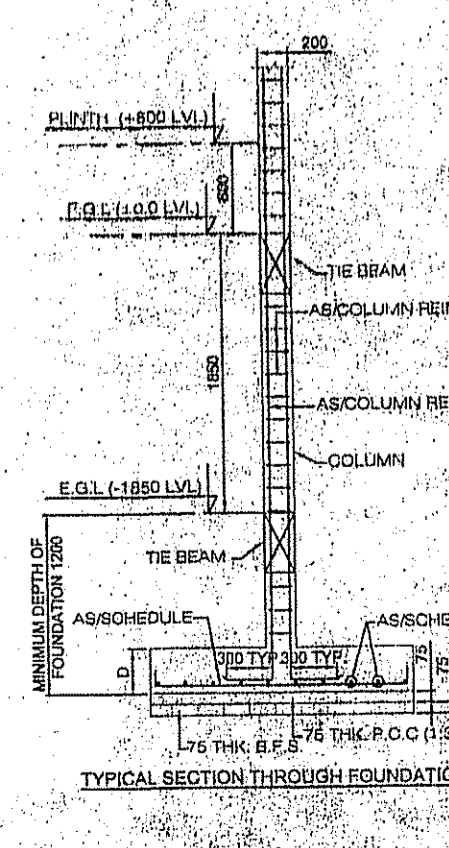 200
PLINTH (+600 LVL)
600
F.G.L (±0.0 LVL)
TIE BEAM
AS/COLUMN REI
1850
AS/COLUMN RE
COLUMN
E.G.L (-1850 LVL)
TIE BEAM
MINIMUM DEPTH OF
FOUNDATION 1200
AS/SCHEDULE
AS/SCHE
D
300 TYP 300 TYP
75
75
75 THK. B.F.S.
75 THK. P.C.C
TYPICAL SECTION THROUGH FOUNDATIO